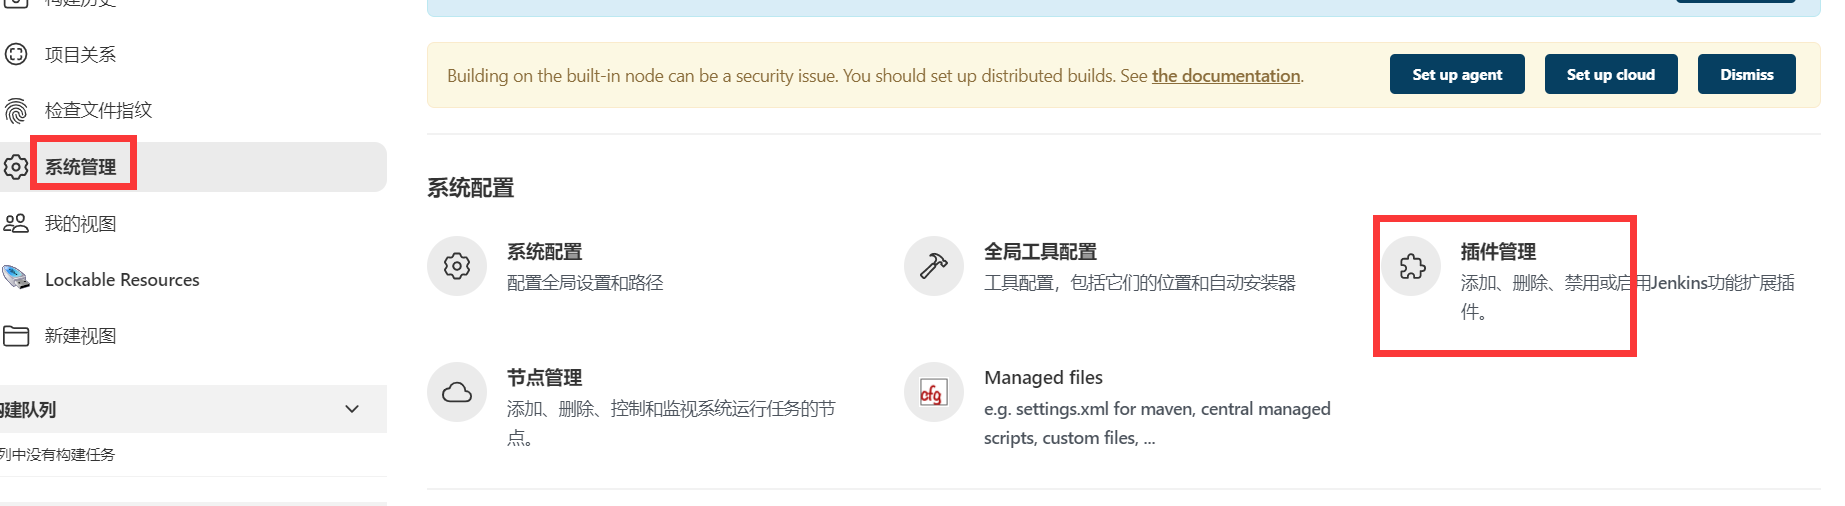 项目关系
检查文件指纹
系统管理
我的视图
Lockable Resources
新建视图
构建队列
列中没有构建任务
Building on the built-in node can be a security issue. You should set up distributed builds. See the documentation.
Set up agent
Set up cloud
Dismiss
系统配置
系统配置
配置全局设置和路径
全局工具配置
工具配置，包括它们的位置和自动安装器
插件管理
添加、删除、禁用或启用Jenkins功能扩展插
件。
节点管理
添加、删除、控制和监视系统运行任务的节
点。
Managed files
e.g. settings.xml for maven, central managed
scripts, custom files, ...
cfg